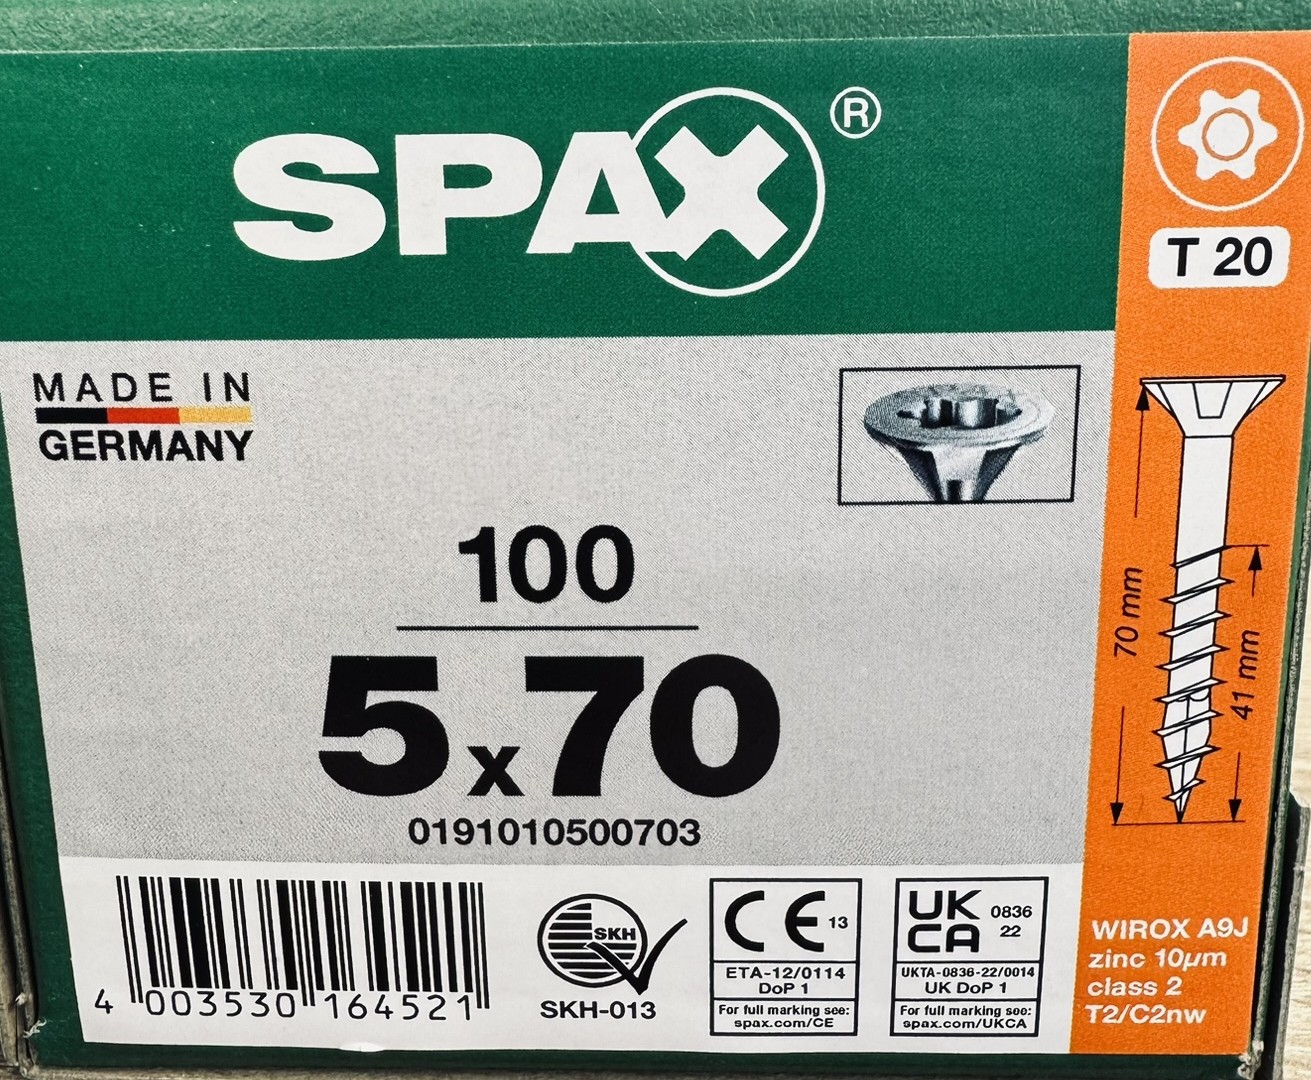 SPAX®
T 20
MADE IN
GERMANY
100
5x70
0191010500703
70 mm
41 mm
4 003530 164521
SKH
SKH-013
CE 13
ETA-12/0114
DoP 1
For full marking see:
spax.com/CE
UK
CA
0836
22
UKTA-0836-22/0014
UK DoP 1
For full marking see:
spax.com/UKCA
WIROX A9J
zinc 10µm
class 2
T2/C2nw